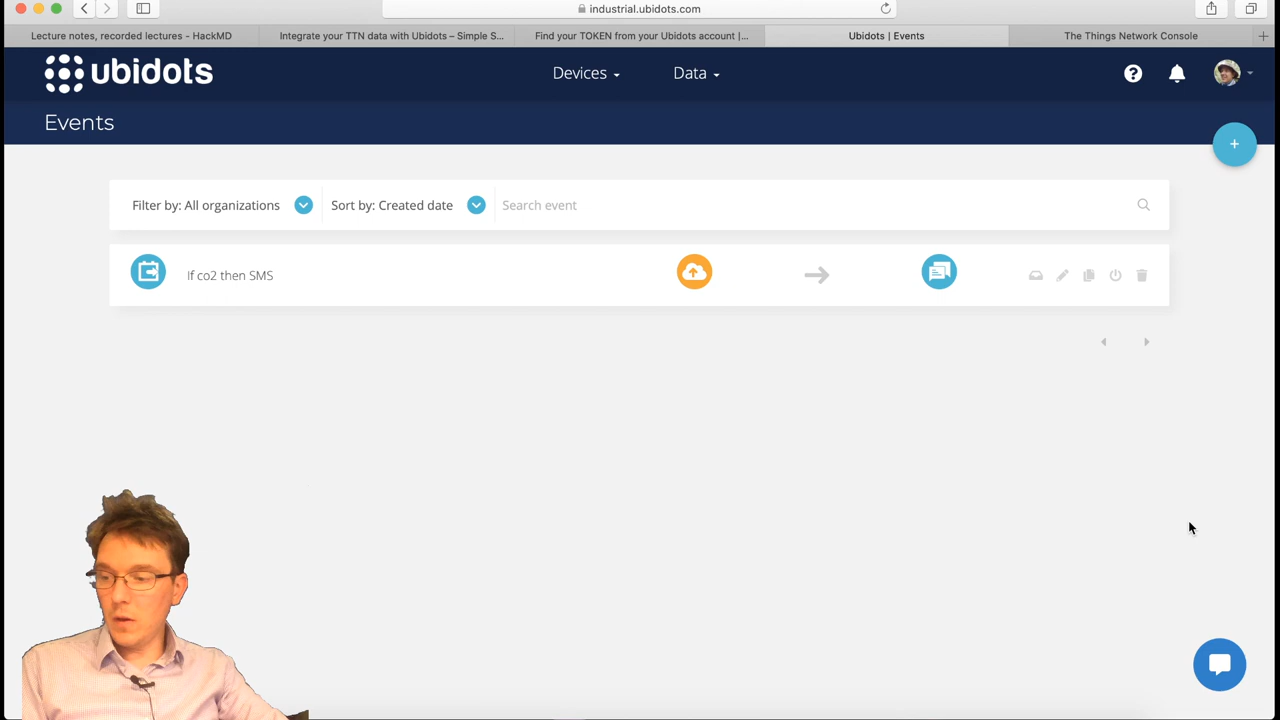 industrial.ubidots.com
Lecture notes, recorded lectures - HackMD
Integrate your TTN data with Ubidots – Simple S...
Find your TOKEN from your Ubidots account |...
Ubidots | Events
The Things Network Console
ubidots
Devices
Data
Events
Filter by: All organizations
Sort by: Created date
Search event
If co2 then SMS